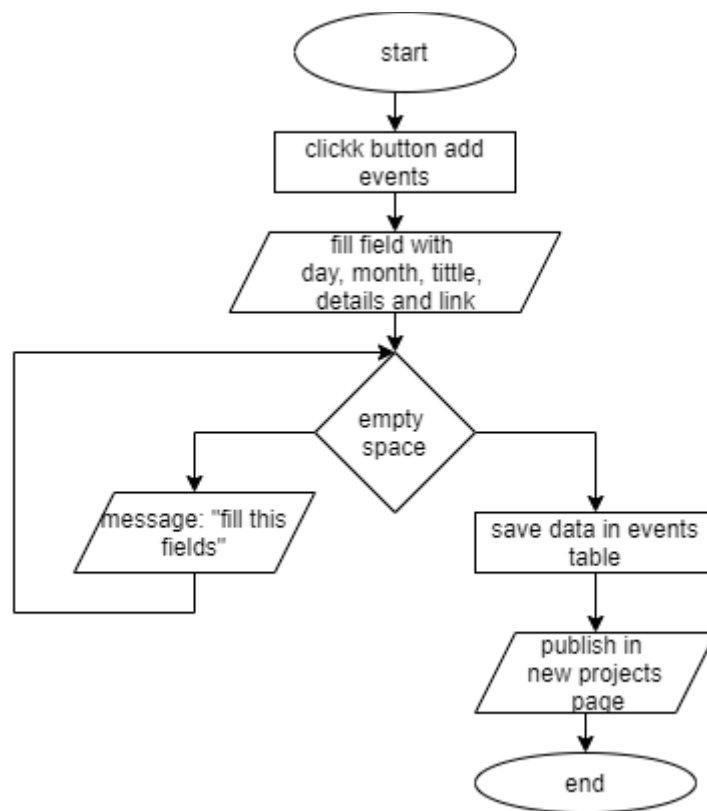 start
clickk button add
events
fill field with
day, month, tittle,
details and link
empty
space
message: "fill this
fields"
save data in events
table
publish in
new projects
page
end